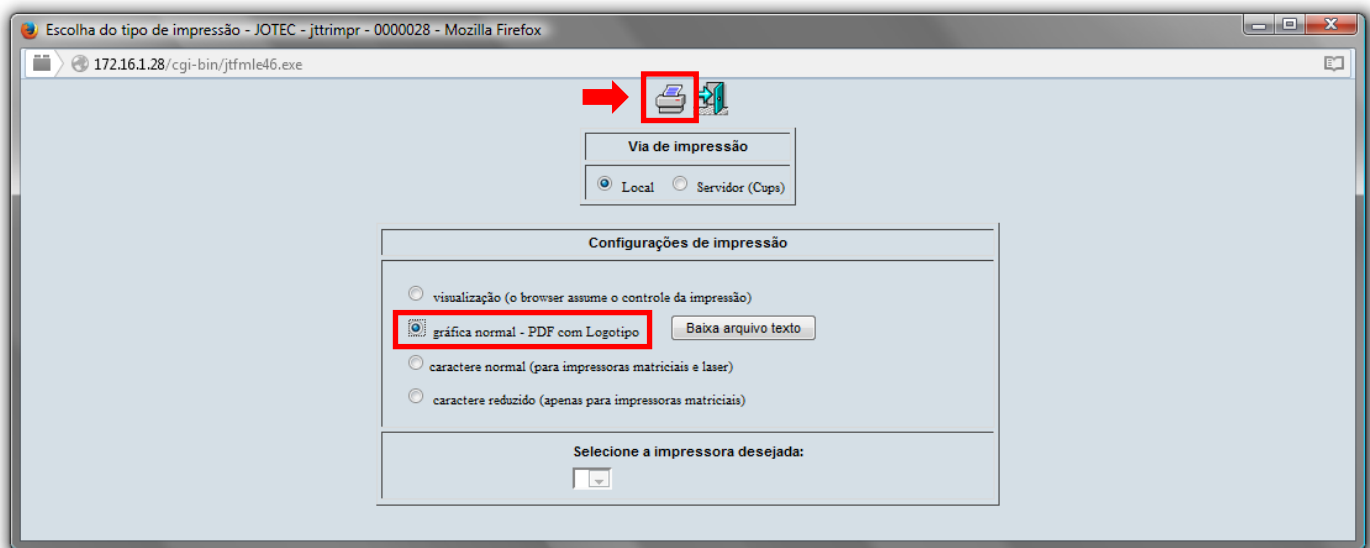 Escolha do tipo de impressão - JOTEC - jttrimpr - 0000028 - Mozilla Firefox
172.16.1.28/cgi-bin/jtfmle46.exe
Via de impressão
Local Servidor (Cups)
Configurações de impressão
visualização (o browser assume o controle da impressão)
gráfica normal - PDF com Logotipo Baixa arquivo texto
caractere normal (para impressoras matriciais e laser)
caractere reduzido (apenas para impressoras matriciais)
Selecione a impressora desejada: